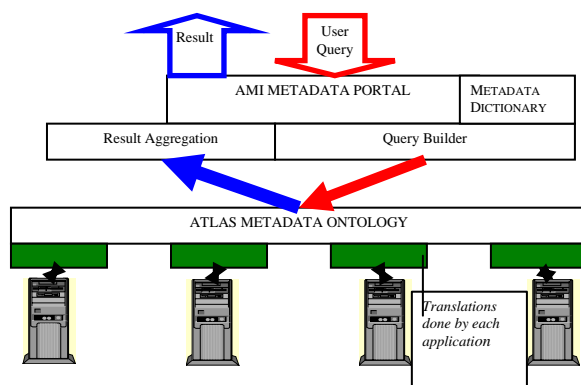 Result
User
Query
AMI METADATA PORTAL
METADATA
DICTIONARY
Result Aggregation
Query Builder
ATLAS METADATA ONTOLOGY
Translations
done by each
application